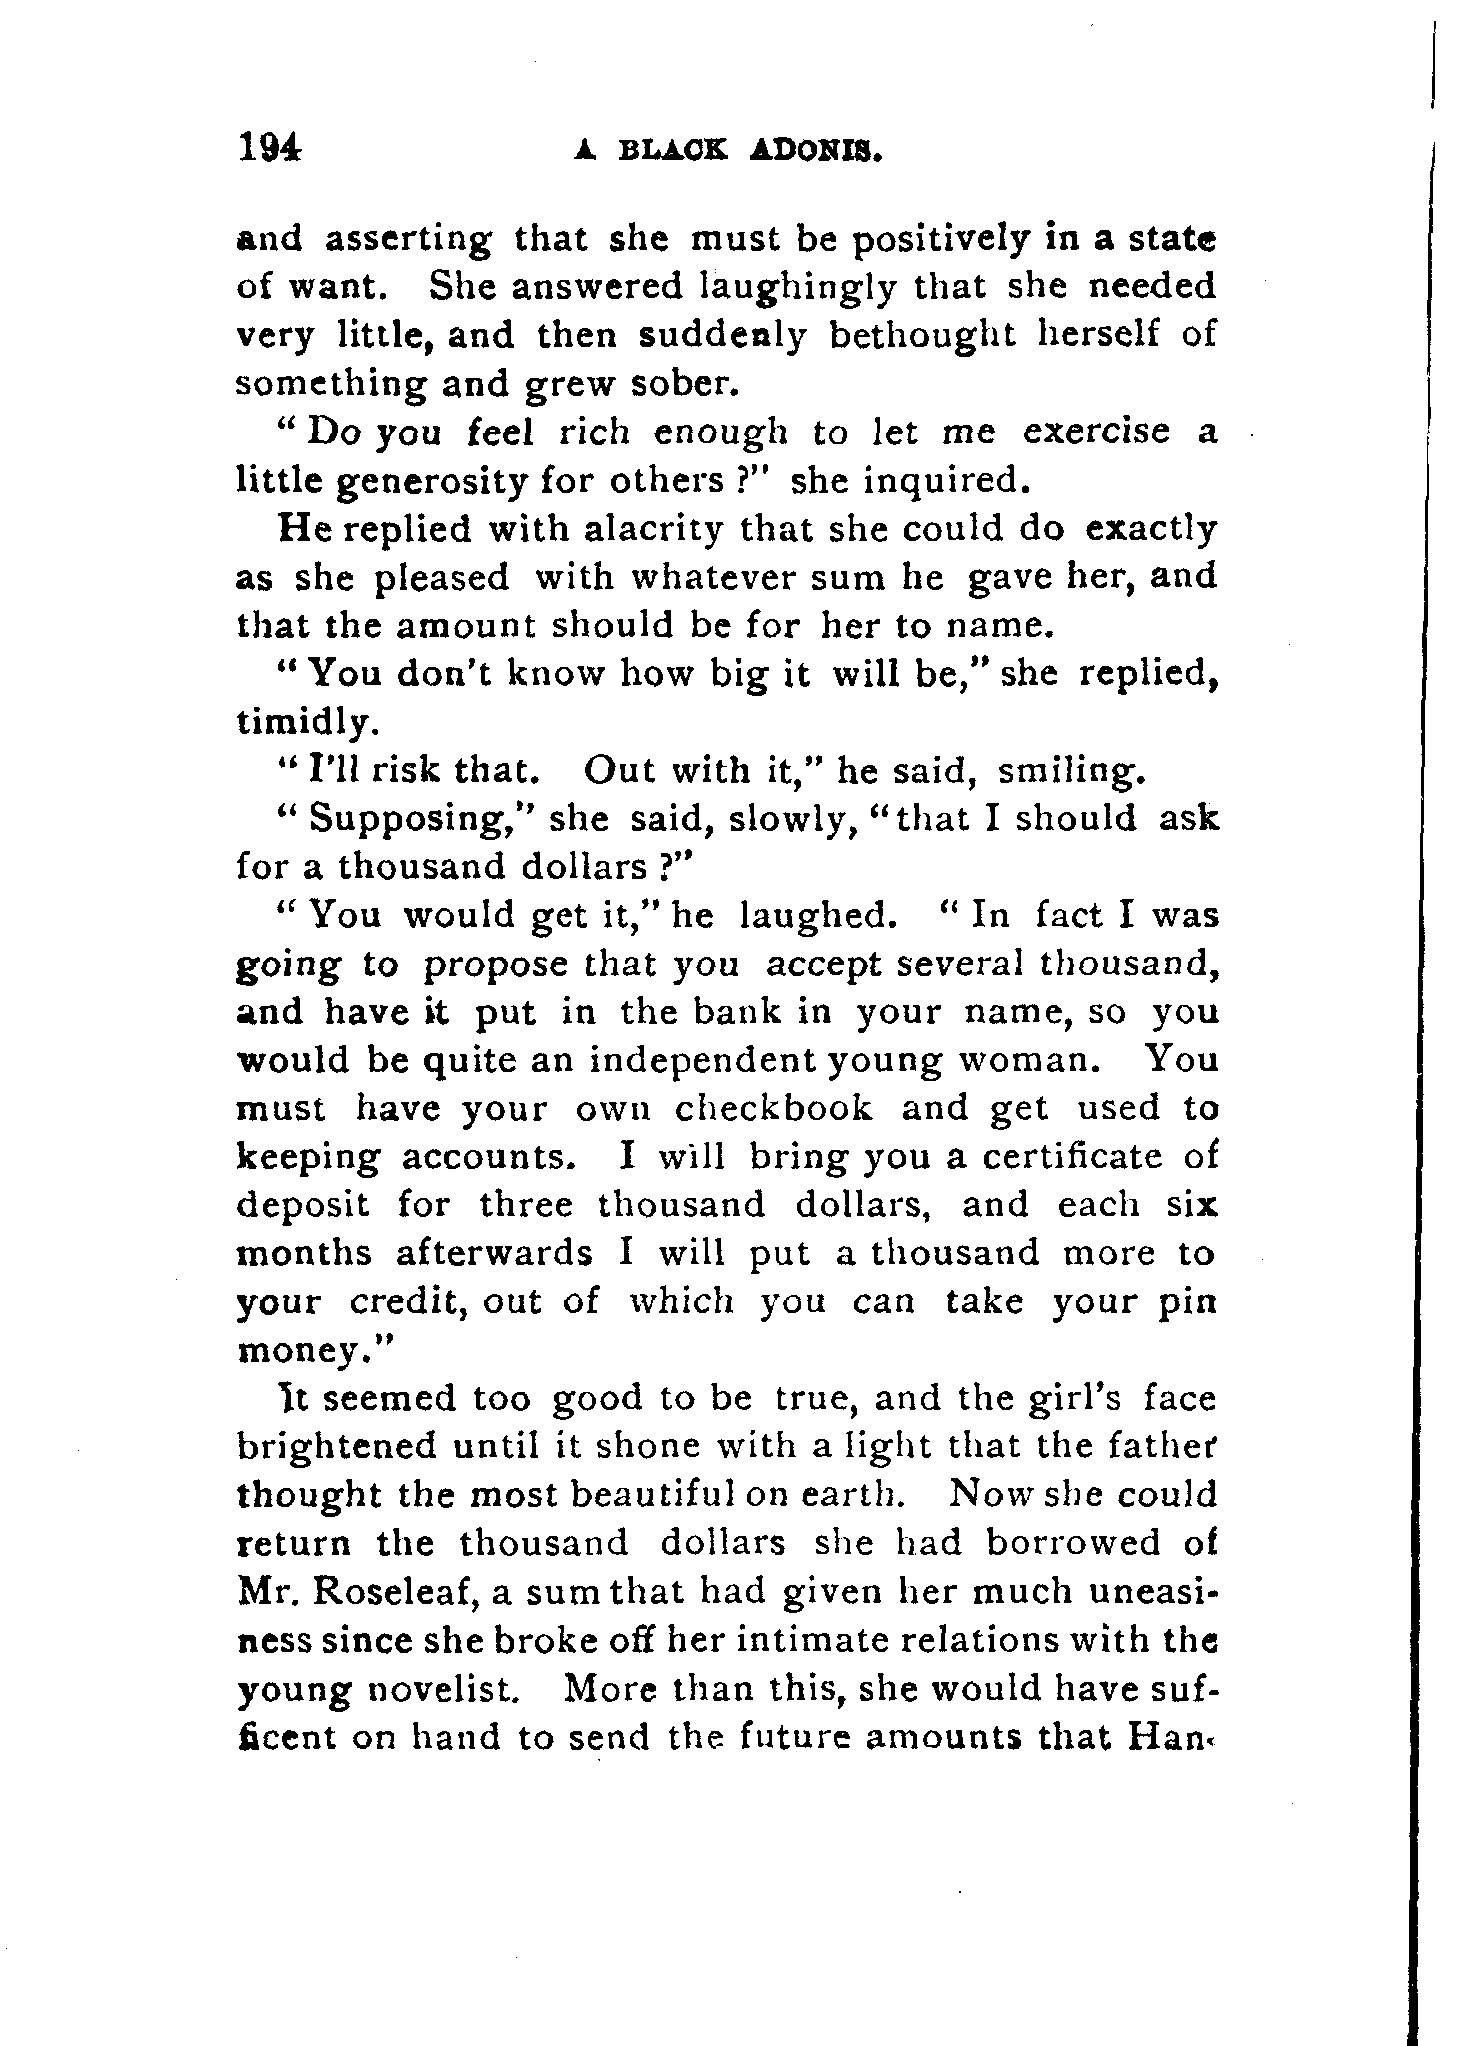 194 A BLACK ADONIS.
and asserting that she must be positively in a state
of want. She answered laughingly that she needed
very little, and then suddenly bethought herself of
something and grew sober.
" Do you feel rich enough to let me exercise a
little generosity for others ?" she inquired.
He replied with alacrity that she could do exactly
as she pleased with whatever sum he gave her, and
that the amount should be for her to name.
" You don't know how big it will be," she replied,
timidly.
" I'll risk that. Out with it," he said, smiling.
" Supposing," she said, slowly, "that I should ask
for a thousand dollars ?"
" You would get it," he laughed. " In fact I was
going to propose that you accept several thousand,
and have it put in the bank in your name, so you
would be quite an independent young woman. You
must have your own checkbook and get used to
keeping accounts. I will bring you a certificate of
deposit for three thousand dollars, and each six
months afterwards I will put a thousand more to
your credit, out of which you can take your pin
money."
It seemed too good to be true, and the girl's face
brightened until it shone with a light that the father
thought the most beautiful on earth. Now she could
return the thousand dollars she had borrowed of
Mr. Roseleaf, a sum that had given her much uneasi-
ness since she broke off her intimate relations with the
young novelist. More than this, she would have suf-
ficent on hand to send the future amounts that Han-